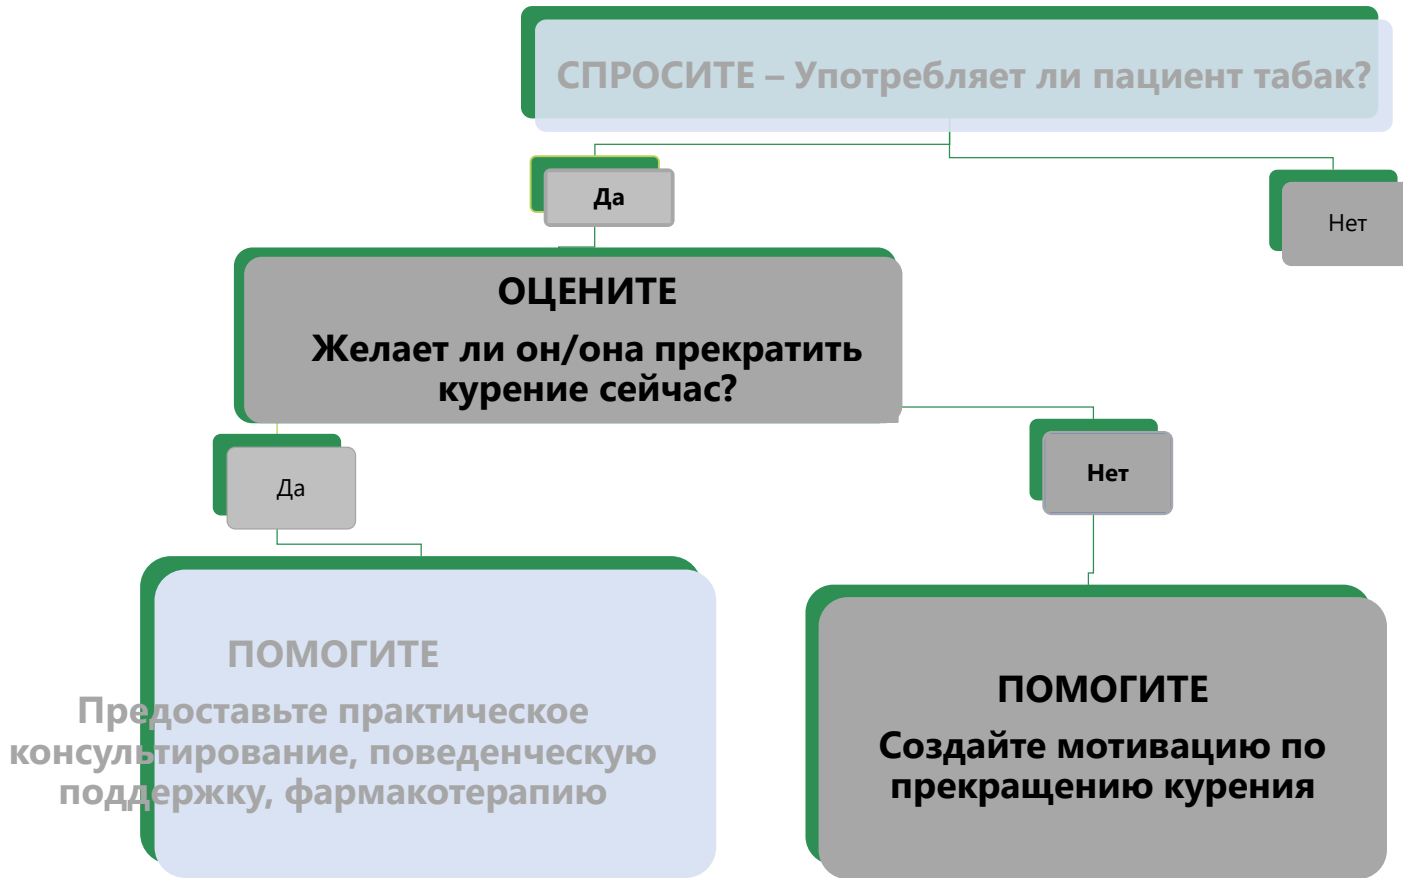 СПРОСИТЕ – Употребляет ли пациент табак?
Да
Нет
ОЦЕНИТЕ
Желает ли он/она прекратить
курение сейчас?
Да
Нет
ПОМОГИТЕ
Предоставьте практическое
консультирование, поведенческую
поддержку, фармакотерапию
ПОМОГИТЕ
Создайте мотивацию по
прекращению курения